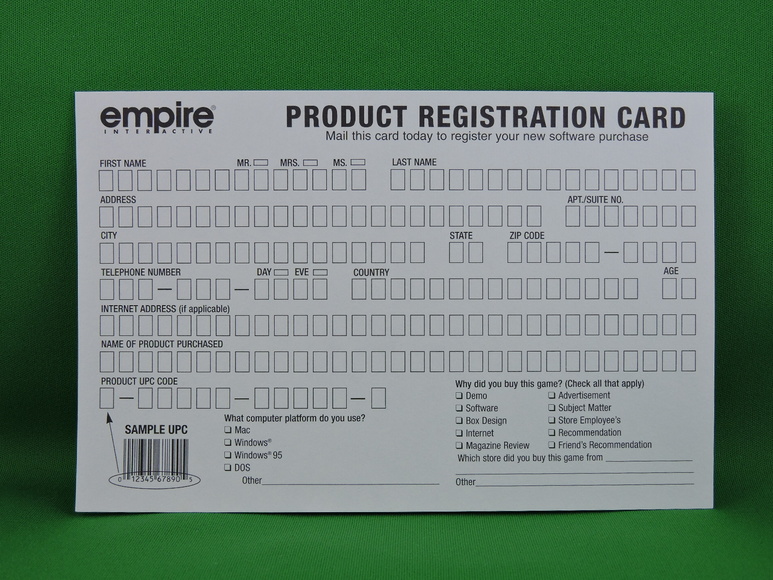 empire®
INTERACTIVE
PRODUCT REGISTRATION CARD
Mail this card today to register your new software purchase
FIRST NAME MR. MRS. MS. LAST NAME
ADDRESS APT./SUITE NO.
CITY STATE ZIP CODE
TELEPHONE NUMBER DAY EVE COUNTRY AGE
INTERNET ADDRESS (if applicable)
NAME OF PRODUCT PURCHASED
PRODUCT UPC CODE
SAMPLE UPC
0 12345 67890 5
What computer platform do you use?
Mac
Windows®
Windows® 95
DOS
Other
Why did you buy this game? (Check all that apply)
Demo Advertisement
Software Subject Matter
Box Design Store Employee's
Internet Recommendation
Magazine Review Friend's Recommendation
Which store did you buy this game from
Other